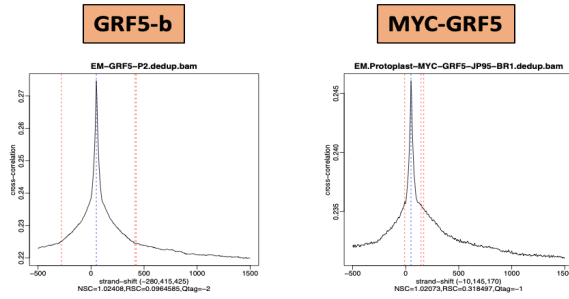 GRF5-b
MYC-GRF5
EM-GRF5-P2.dedup.bam
cross-correlation
0.22 0.23 0.24 0.25 0.26 0.27
-500 0 500 1000 1500
strand-shift (-280,415,425)
NSC=1.02408,RSC=0.0964585,Qtag=-2
EM.Protoplast-MYC-GRF5-JP95-BR1.dedup.bam
cross-correlation
0.235 0.240 0.245
-500 0 500 1000 1500
strand-shift (-10,145,170)
NSC=1.02073,RSC=0.318497,Qtag=-1